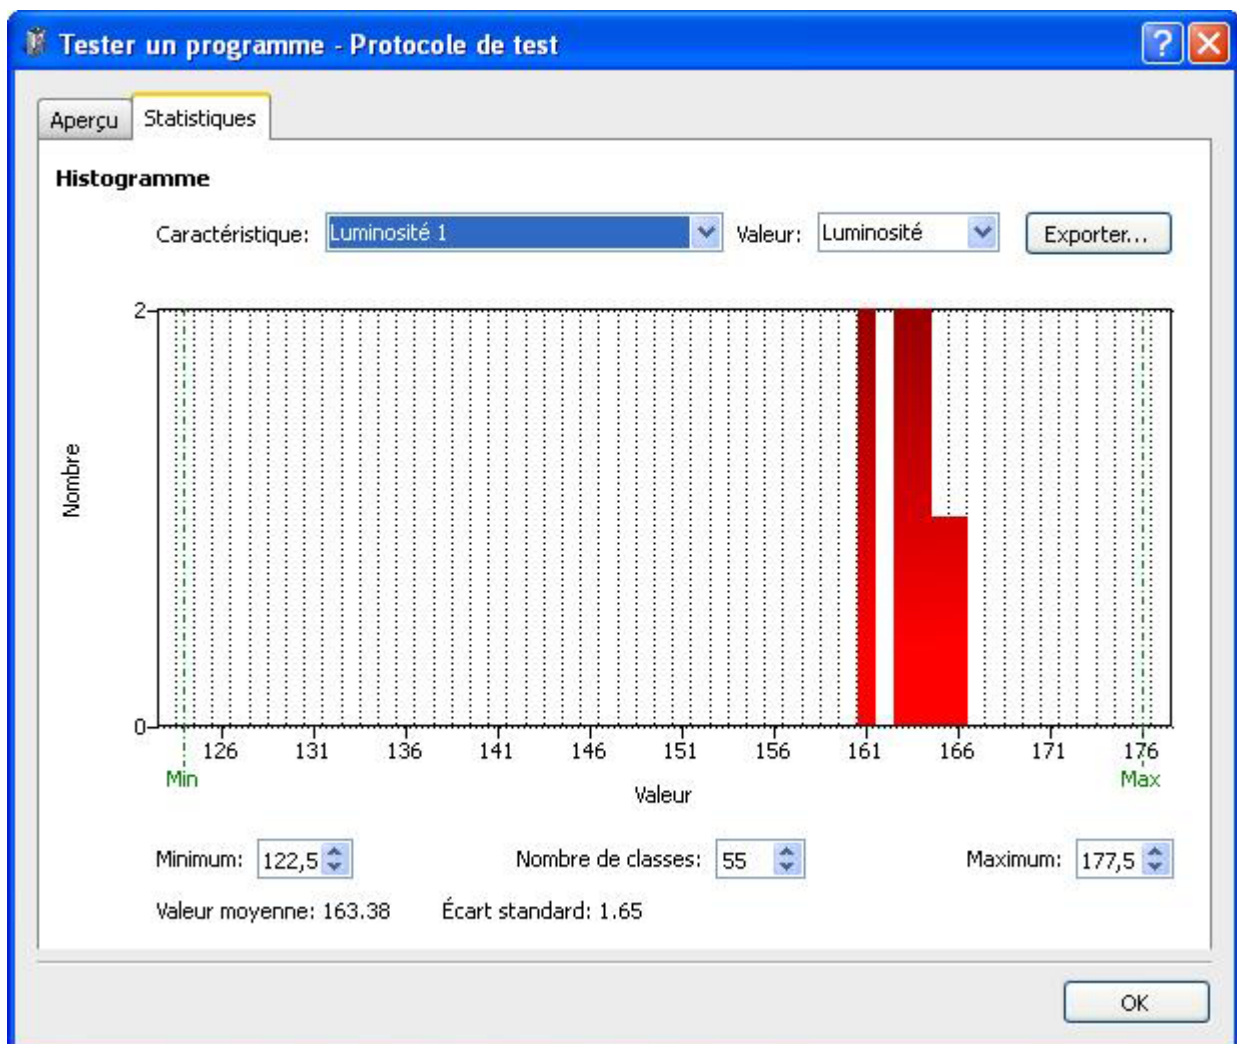 Tester un programme - Protocole de test
Aperçu Statistiques
Histogramme
Caractéristique: Luminosité 1 Valeur: Luminosité Exporter...
2
Nombre
0
126 131 136 141 146 151 156 161 166 171 176
Min Max
Valeur
Minimum: 122,5 Nombre de classes: 55 Maximum: 177,5
Valeur moyenne: 163.38 Écart standard: 1.65
OK